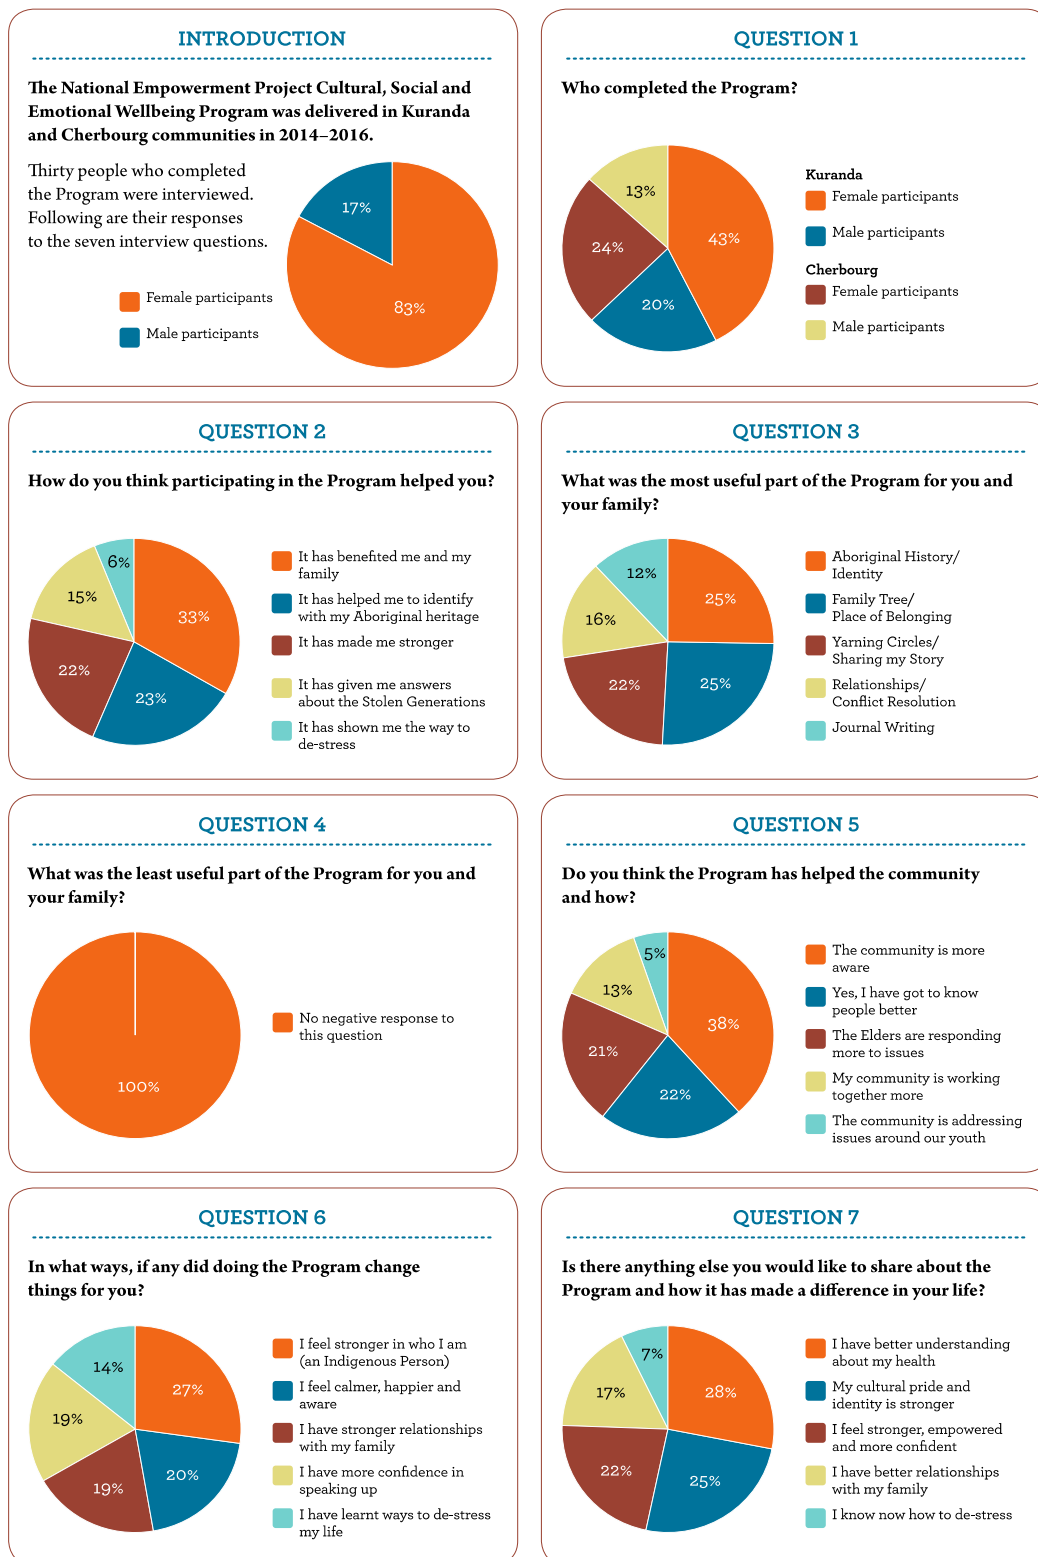 INTRODUCTION
The National Empowerment Project Cultural, Social and
Emotional Wellbeing Program was delivered in Kuranda
and Cherbourg communities in 2014–2016.
Thirty people who completed
the Program were interviewed.
Following are their responses
to the seven interview questions.
17%
83%
Female participants
Male participants
QUESTION 1
Who completed the Program?
13%
43%
24%
20%
Kuranda
Female participants
Male participants
Cherbourg
Female participants
Male participants
QUESTION 2
How do you think participating in the Program helped you?
6%
15%
33%
22%
23%
It has benefited me and my
family
It has helped me to identify
with my Aboriginal heritage
It has made me stronger
It has given me answers
about the Stolen Generations
It has shown me the way to
de-stress
QUESTION 3
What was the most useful part of the Program for you and
your family?
12%
25%
16%
22%
25%
Aboriginal History/
Identity
Family Tree/
Place of Belonging
Yarning Circles/
Sharing my Story
Relationships/
Conflict Resolution
Journal Writing
QUESTION 4
What was the least useful part of the Program for you and
your family?
100%
No negative response to
this question
QUESTION 5
Do you think the Program has helped the community
and how?
5%
13%
38%
21%
22%
The community is more
aware
Yes, I have got to know
people better
The Elders are responding
more to issues
My community is working
together more
The community is addressing
issues around our youth
QUESTION 6
In what ways, if any did doing the Program change
things for you?
14%
27%
19%
20%
19%
I feel stronger in who I am
(an Indigenous Person)
I feel calmer, happier and
aware
I have stronger relationships
with my family
I have more confidence in
speaking up
I have learnt ways to de-stress
my life
QUESTION 7
Is there anything else you would like to share about the
Program and how it has made a difference in your life?
7%
17%
28%
22%
25%
I have better understanding
about my health
My cultural pride and
identity is stronger
I feel stronger, empowered
and more confident
I have better relationships
with my family
I know now how to de-stress